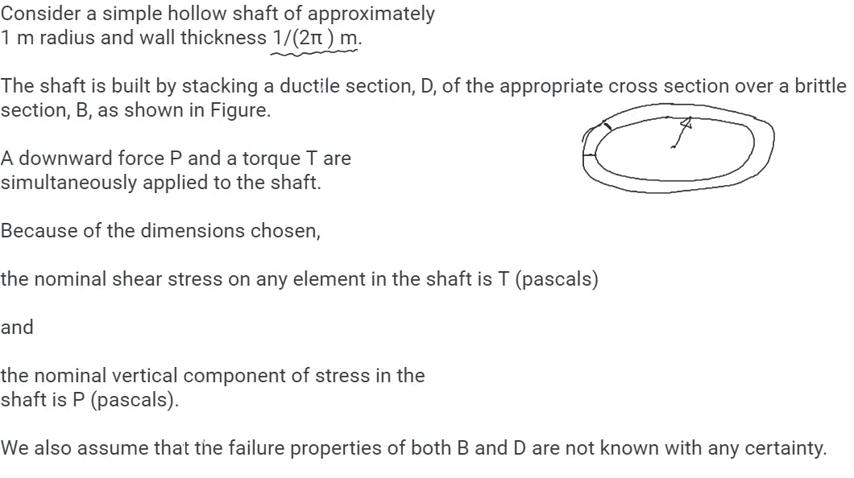 Consider a simple hollow shaft of approximately
1 m radius and wall thickness 1/(2π ) m.
The shaft is built by stacking a ductile section, D, of the appropriate cross section over a brittle
section, B, as shown in Figure.
A downward force P and a torque T are
simultaneously applied to the shaft.
Because of the dimensions chosen,
the nominal shear stress on any element in the shaft is T (pascals)
and
the nominal vertical component of stress in the
shaft is P (pascals).
We also assume that the failure properties of both B and D are not known with any certainty.